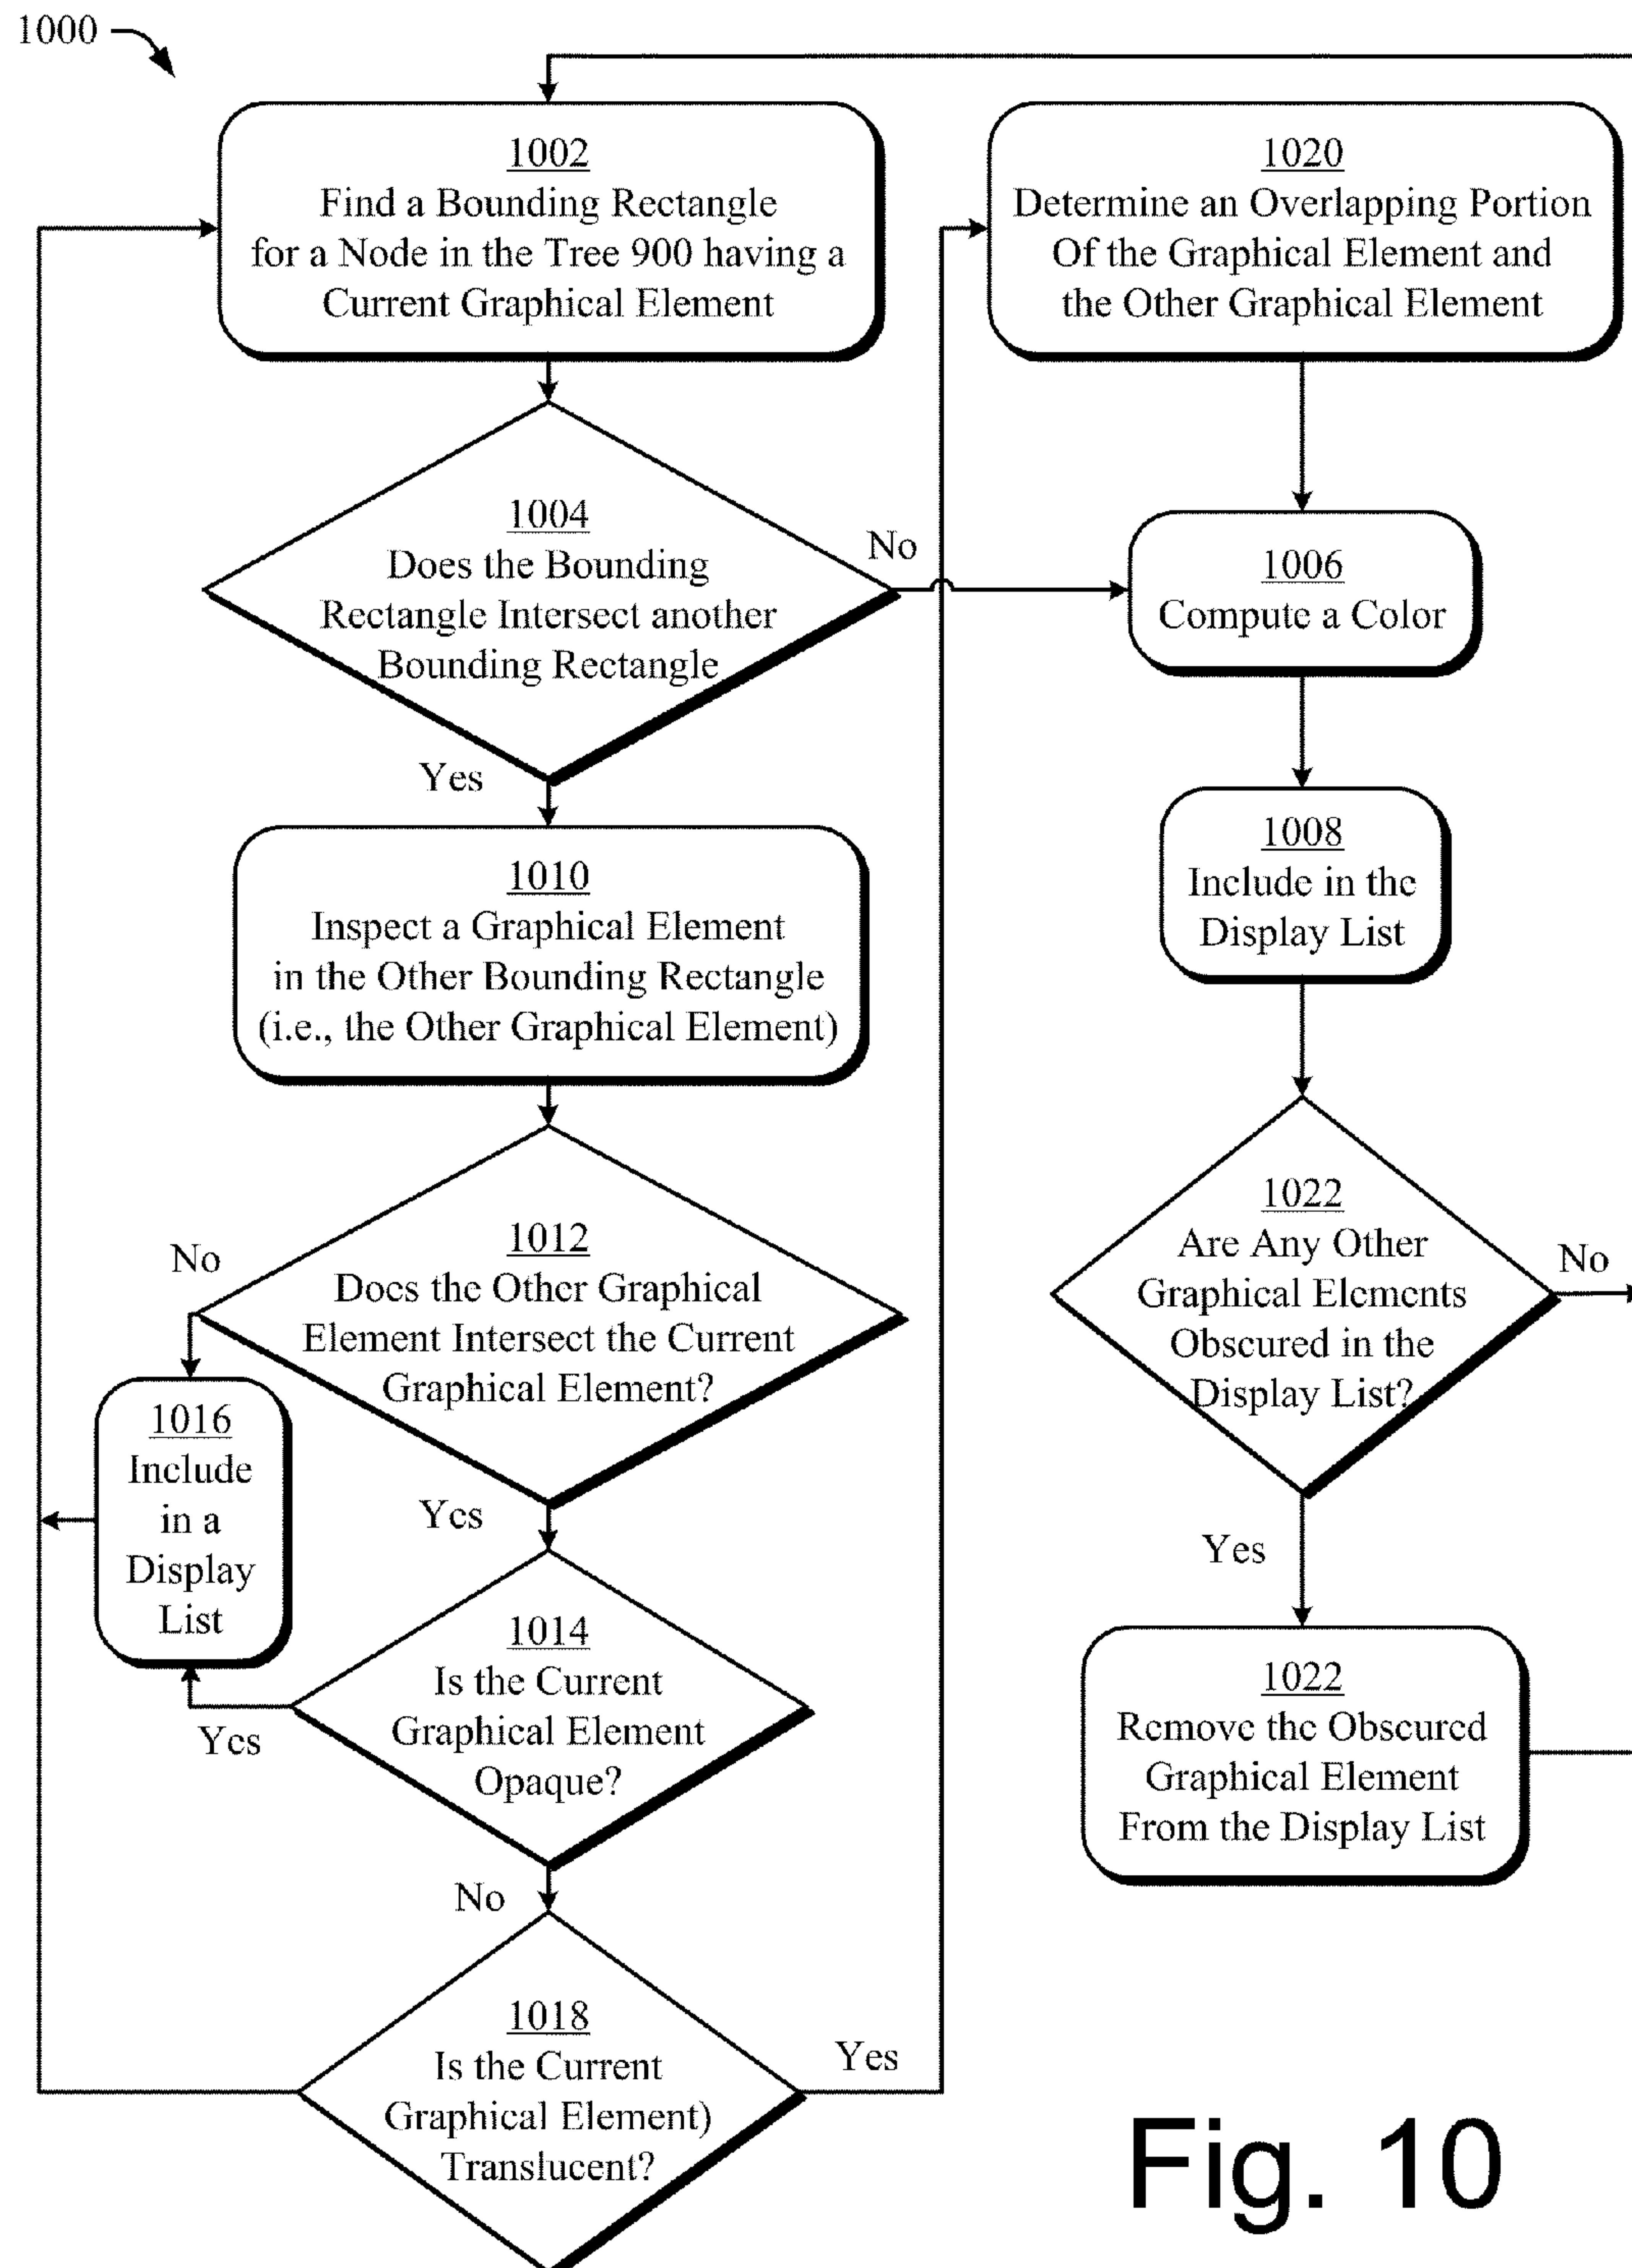 1000
1002
Find a Bounding Rectangle
for a Node in the Tree 900 having a
Current Graphical Element
1004
Does the Bounding
Rectangle Intersect another
Bounding Rectangle
No
Yes
1010
Inspect a Graphical Element
in the Other Bounding Rectangle
(i.e., the Other Graphical Element)
1012
Does the Other Graphical
Element Intersect the Current
Graphical Element?
No
Yes
1016
Include
in a
Display
List
1014
Is the Current
Graphical Element
Opaque?
Yes
No
1018
Is the Current
Graphical Element)
Translucent?
Yes
1020
Determine an Overlapping Portion
Of the Graphical Element and
the Other Graphical Element
1006
Compute a Color
1008
Include in the
Display List
1022
Are Any Other
Graphical Elements
Obscured in the
Display List?
No
Yes
1022
Remove the Obscured
Graphical Element
From the Display List
Fig. 10